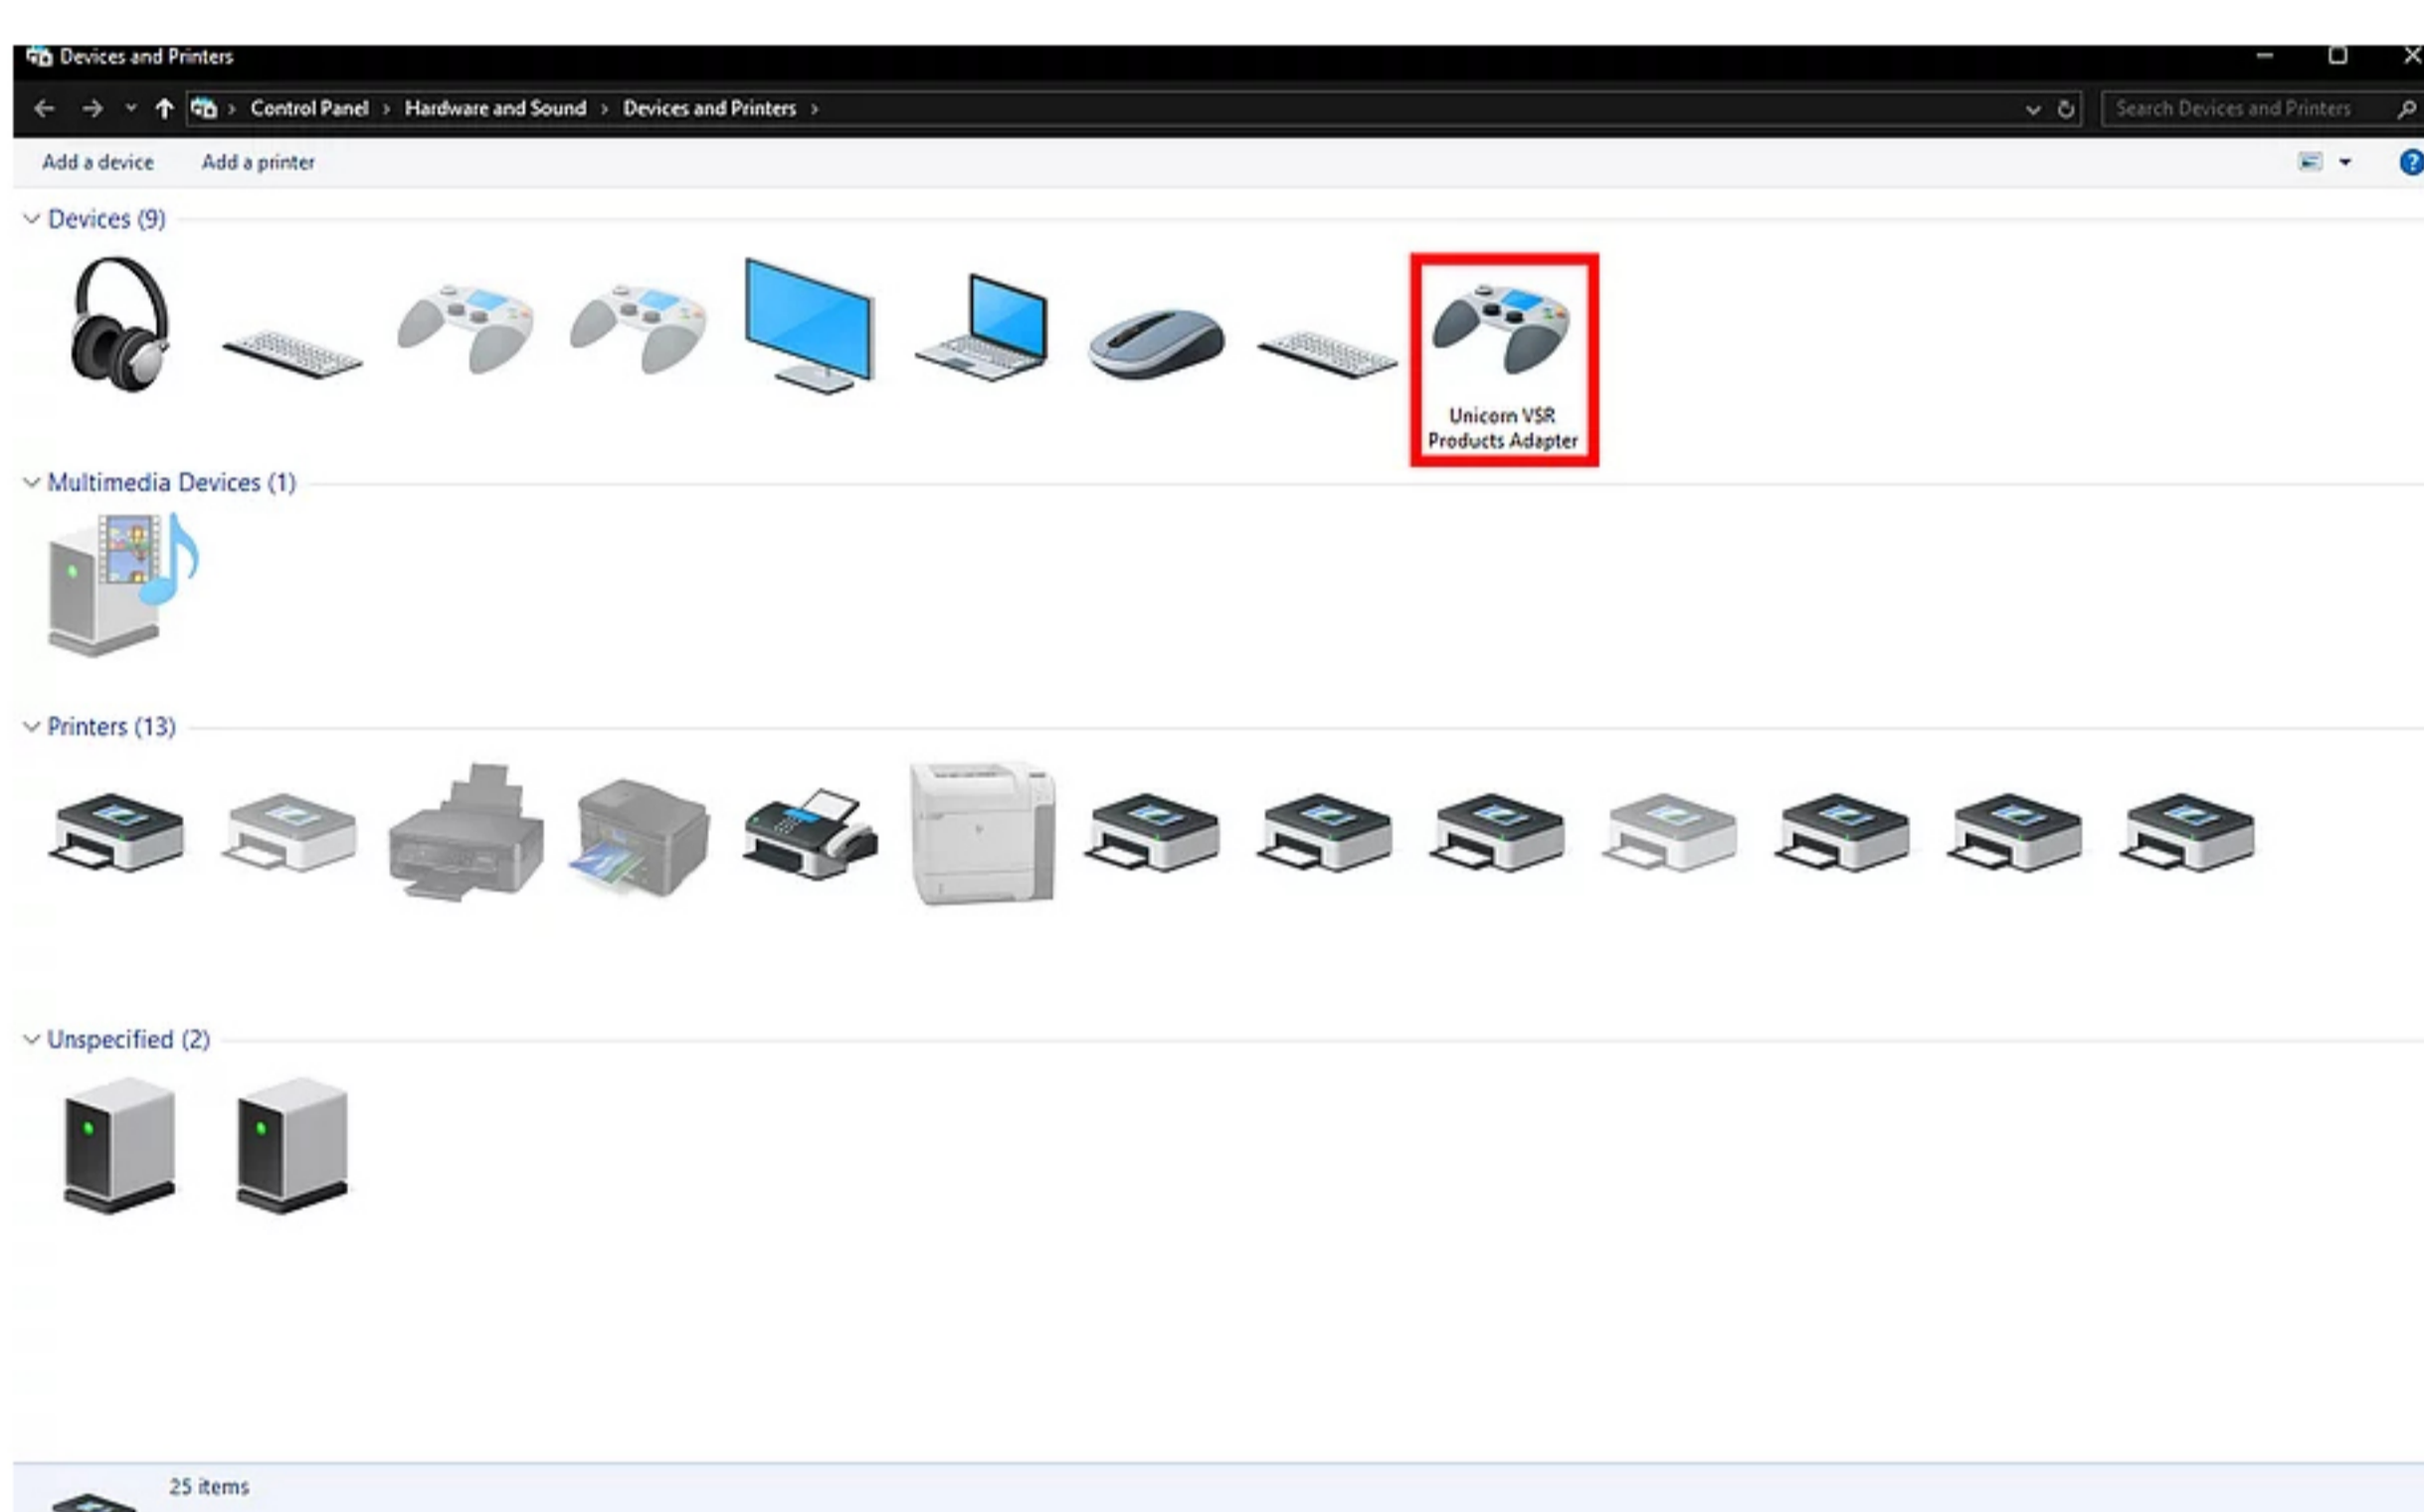 Devices and Printers
Control Panel > Hardware and Sound > Devices and Printers >
Search Devices and Printers
Add a device Add a printer
?
Devices (9)
Unicorn VSR
Products Adapter
Multimedia Devices (1)
Printers (13)
Unspecified (2)
25 items